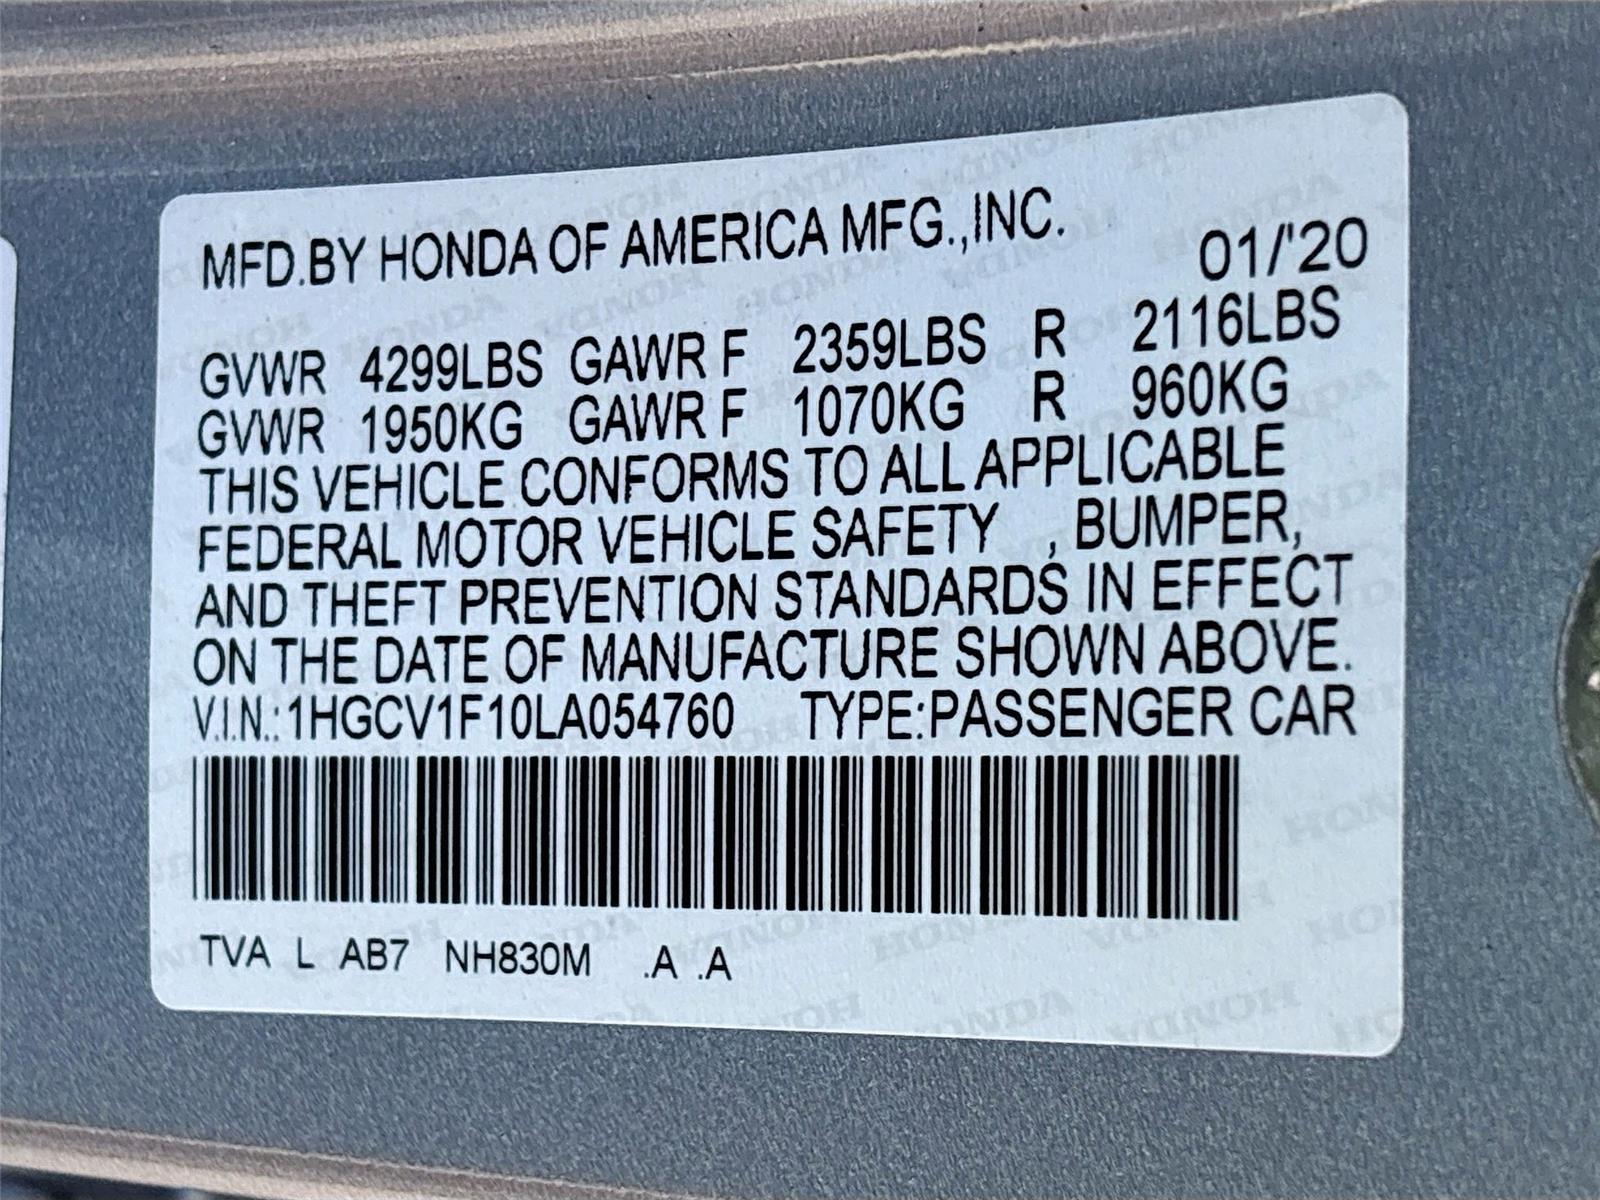 MFD.BY HONDA OF AMERICA MFG.,INC.
01/'20
GVWR 4299LBS GAWR F 2359LBS R 2116LBS
GVWR 1950KG GAWR F 1070KG R 960KG
THIS VEHICLE CONFORMS TO ALL APPLICABLE
FEDERAL MOTOR VEHICLE SAFETY , BUMPER,
AND THEFT PREVENTION STANDARDS IN EFFECT
ON THE DATE OF MANUFACTURE SHOWN ABOVE.
V.I.N.:1HGCV1F10LA054760 TYPE:PASSENGER CAR
TVA L AB7 NH830M .A .A